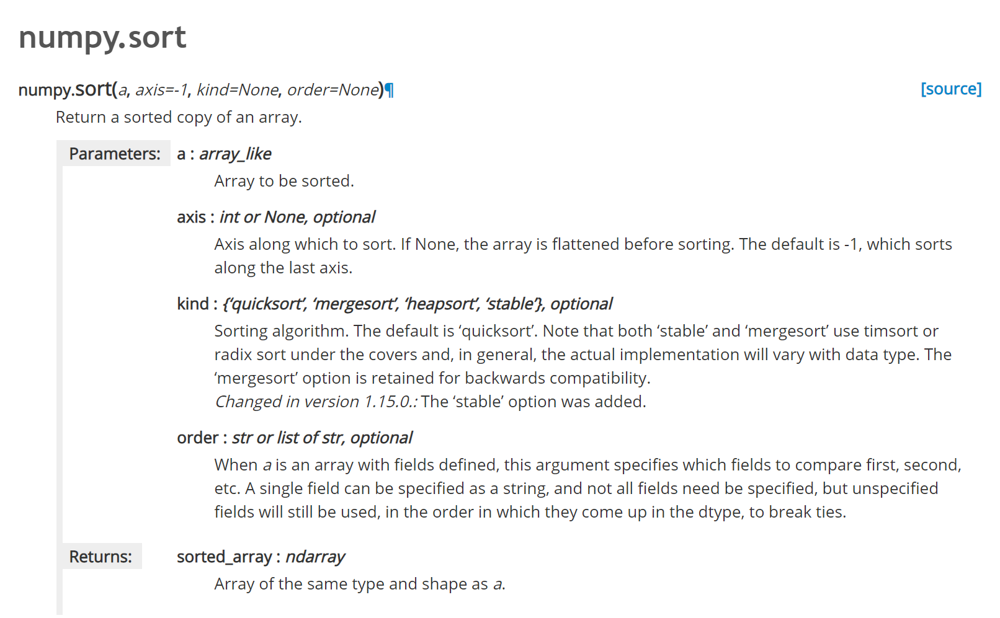 numpy.sort
numpy.sort(a, axis=-1, kind=None, order=None)¶ [source]
Return a sorted copy of an array.
Parameters: a : array_like
Array to be sorted.
axis : int or None, optional
Axis along which to sort. If None, the array is flattened before sorting. The default is -1, which sorts
along the last axis.
kind : {‘quicksort’, ‘mergesort’, ‘heapsort’, ‘stable’}, optional
Sorting algorithm. The default is ‘quicksort’. Note that both ‘stable’ and ‘mergesort’ use timsort or
radix sort under the covers and, in general, the actual implementation will vary with data type. The
‘mergesort’ option is retained for backwards compatibility.
Changed in version 1.15.0.: The ‘stable’ option was added.
order : str or list of str, optional
When a is an array with fields defined, this argument specifies which fields to compare first, second,
etc. A single field can be specified as a string, and not all fields need be specified, but unspecified
fields will still be used, in the order in which they come up in the dtype, to break ties.
Returns: sorted_array : ndarray
Array of the same type and shape as a.